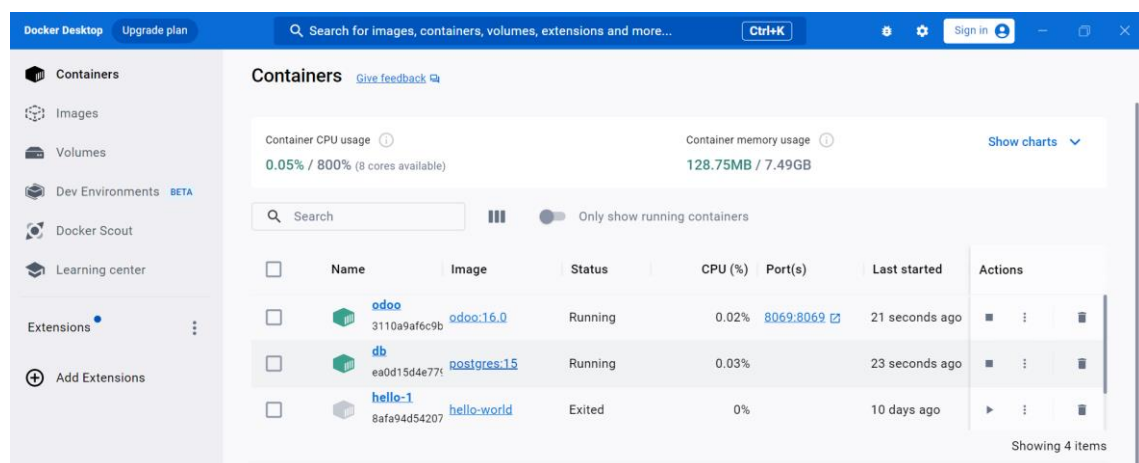 Docker Desktop Upgrade plan Search for images, containers, volumes, extensions and more... Ctrl+K Sign in
Containers
Images
Volumes
Dev Environments BETA
Docker Scout
Learning center
Extensions
Add Extensions
Containers Give feedback
Container CPU usage
0.05% / 800% (8 cores available)
Container memory usage
128.75MB / 7.49GB
Show charts
Search
Only show running containers
Name Image Status CPU (%) Port(s) Last started Actions
odoo
3110a9af6c9b odoo:16.0 Running 0.02% 8069:8069 21 seconds ago
db
ea0d15d4e779 postgres:15 Running 0.03% 23 seconds ago
hello-1
8afa94d54207 hello-world Exited 0% 10 days ago
Showing 4 items